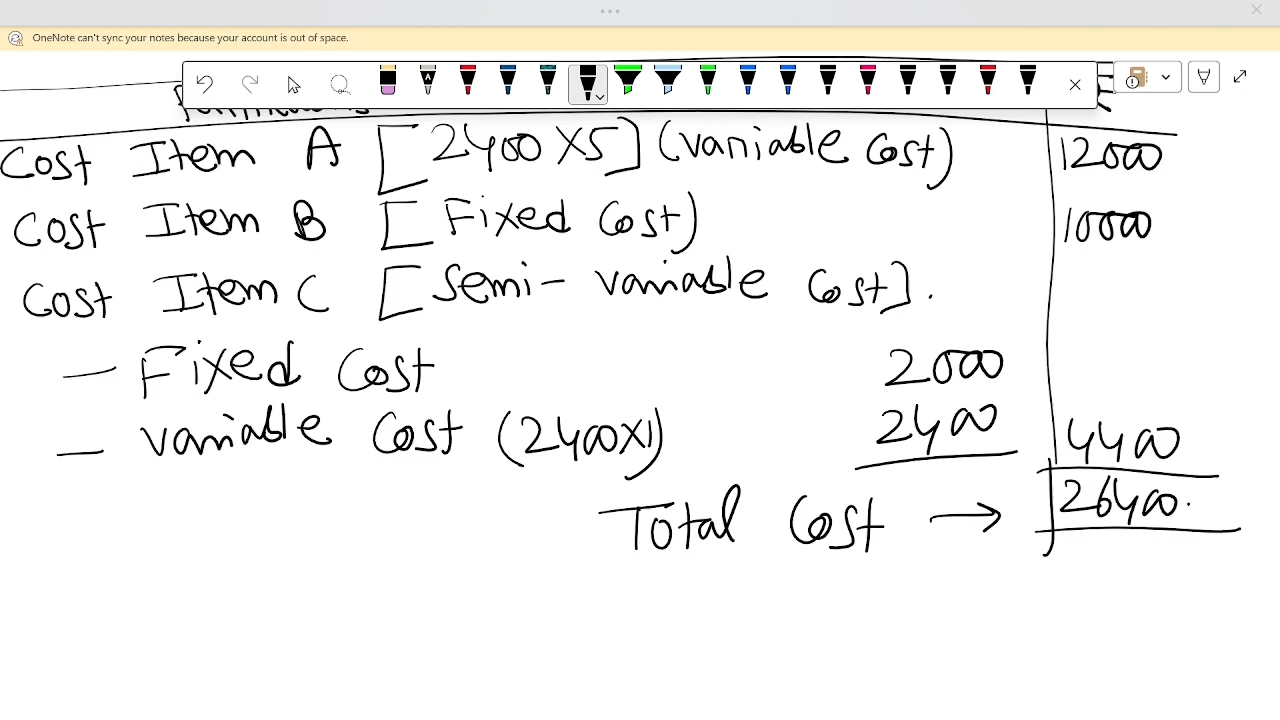 OneNote can't sync your notes because your account is out of space.
A
Cost Item A [2400X5] (variable Cost) 12000
Cost Item B [Fixed Cost) 10000
Cost Item C [semi-variable Cost].
— Fixed Cost 2000
— variable Cost (2400X1) 2400 4400
Total Cost → 26400.